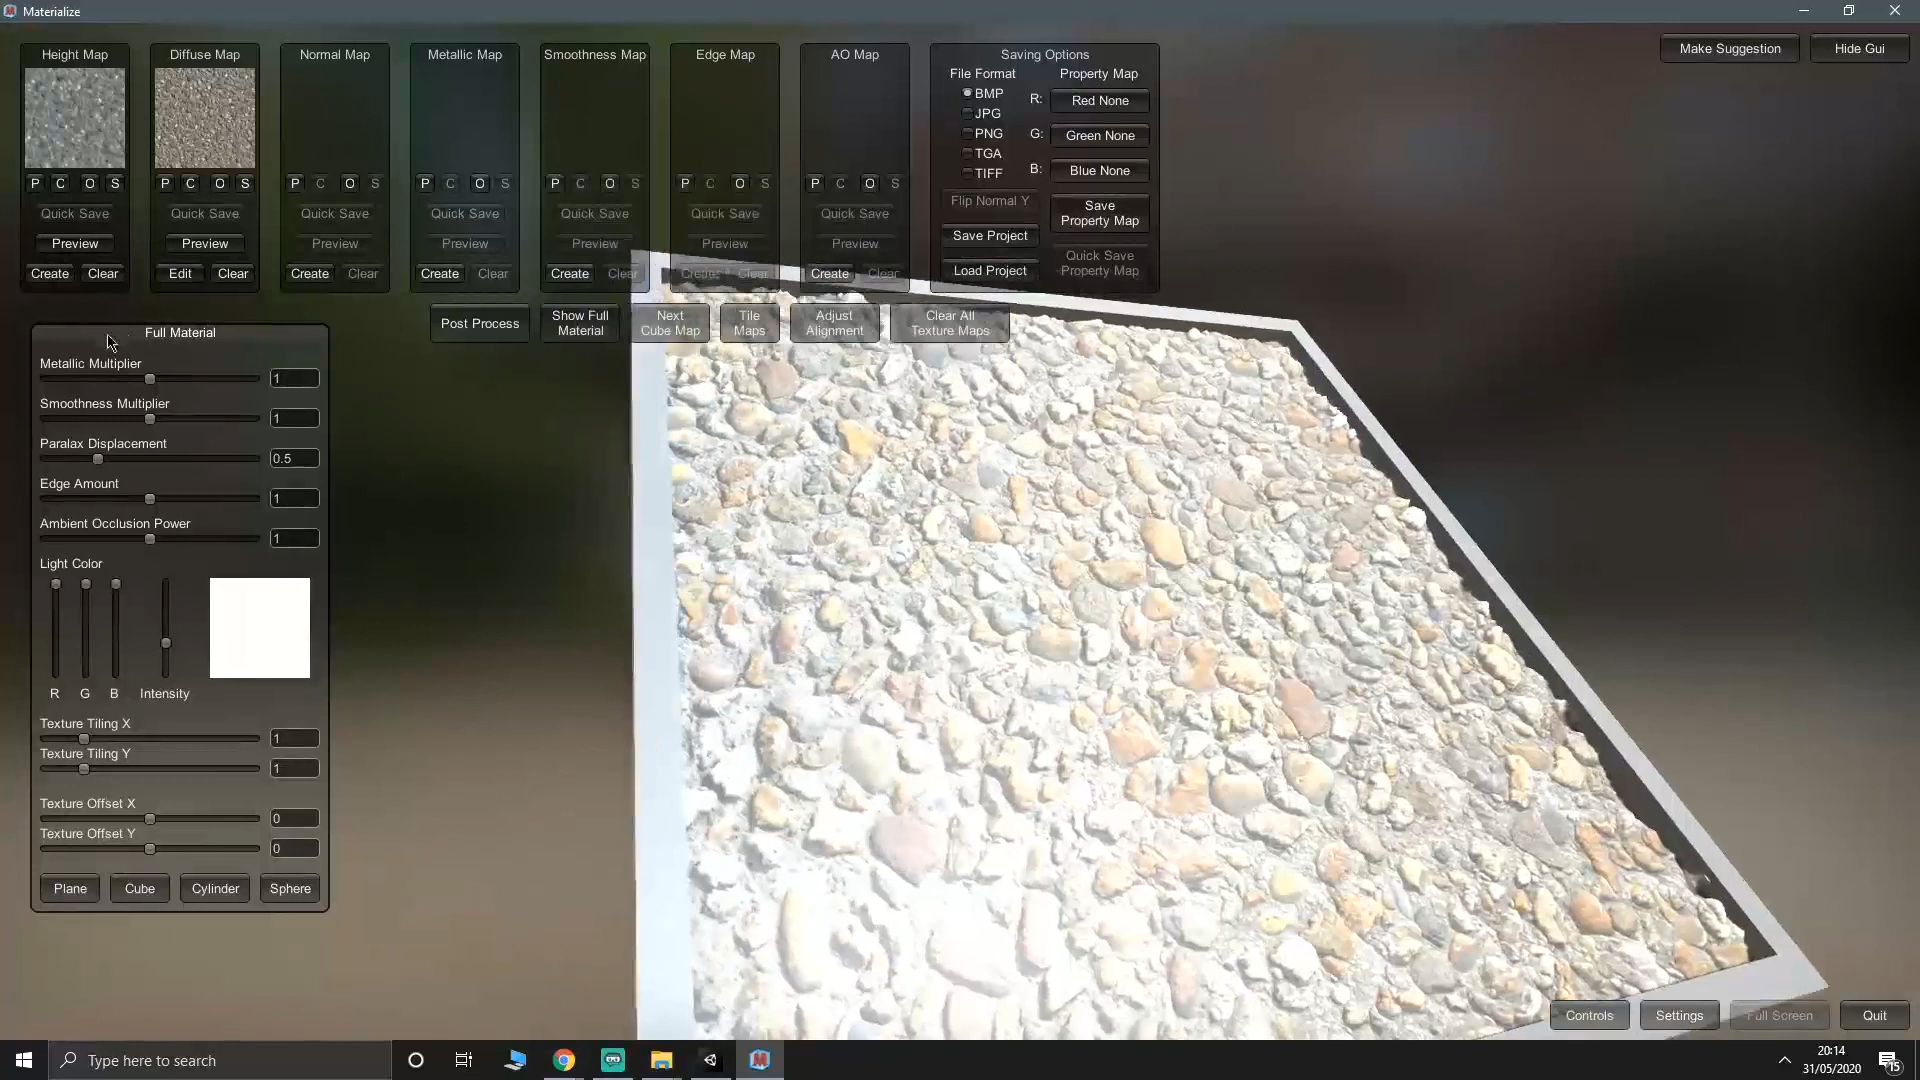 Materialize
Make Suggestion
Hide Gui
Height Map
P C O S
Quick Save
Preview
Create Clear
Diffuse Map
P C O S
Quick Save
Preview
Edit Clear
Normal Map
P C O S
Quick Save
Preview
Create Clear
Metallic Map
P C O S
Quick Save
Preview
Create Clear
Smoothness Map
P C O S
Quick Save
Preview
Create Clear
Edge Map
P C O S
Quick Save
Preview
Create Clear
AO Map
P C O S
Quick Save
Preview
Create Clear
Saving Options
File Format
BMP
JPG
PNG
TGA
TIFF
Flip Normal Y
Save Project
Load Project
Property Map
R: Red None
G: Green None
B: Blue None
Save
Property Map
Quick Save
Property Map
Post Process
Show Full
Material
Next
Cube Map
Tile
Maps
Adjust
Alignment
Clear All
Texture Maps
Full Material
Metallic Multiplier
1
Smoothness Multiplier
1
Paralax Displacement
0.5
Edge Amount
1
Ambient Occlusion Power
1
Light Color
R G B Intensity
Texture Tiling X
1
Texture Tiling Y
1
Texture Offset X
0
Texture Offset Y
0
Plane Cube Cylinder Sphere
Controls Settings Full Screen Quit
Type here to search
20:14
31/05/2020
15